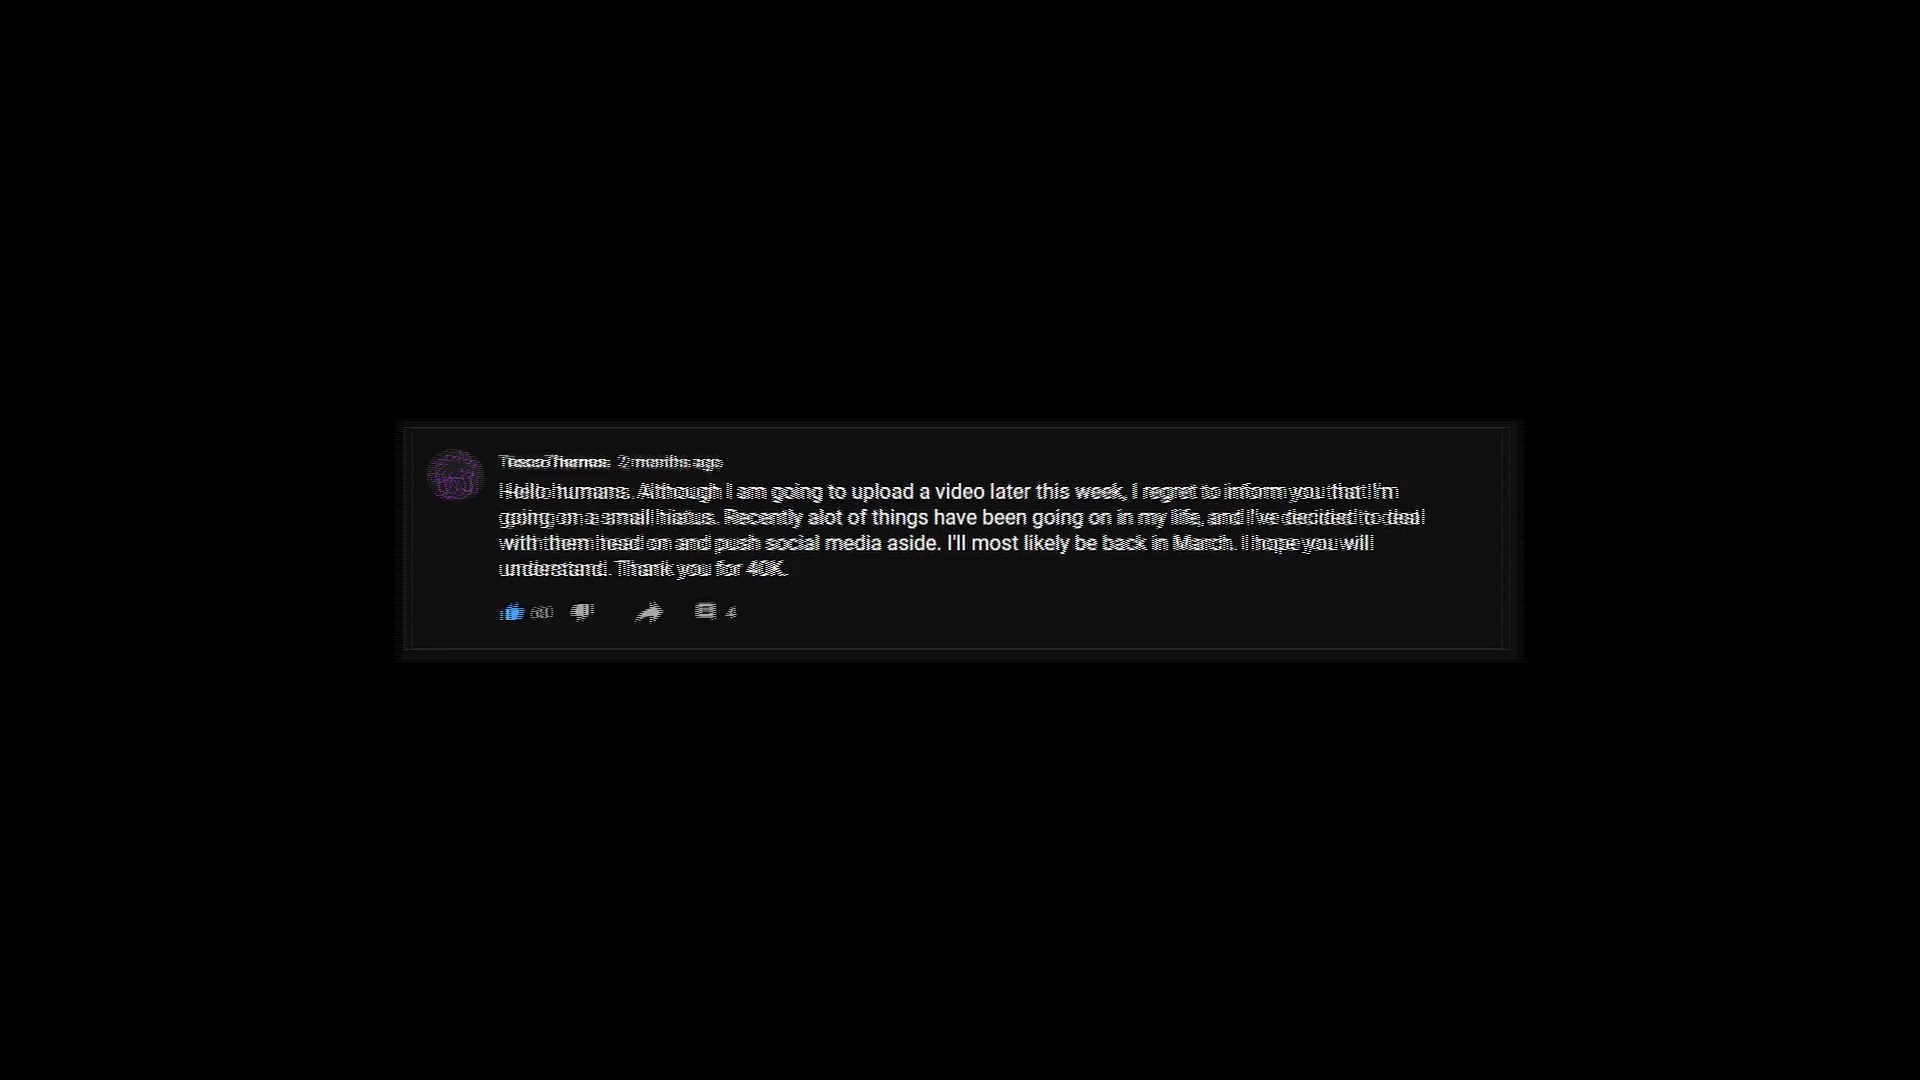 2 months ago
Hello humans. Although I am going to upload a video later this week, I regret to inform you that I'm
going on a small hiatus. Recently alot of things have been going on in my life, and I've decided to deal
with them head on and push social media aside. I'll most likely be back in March. I hope you will
understand. Thank you for 40K.
4